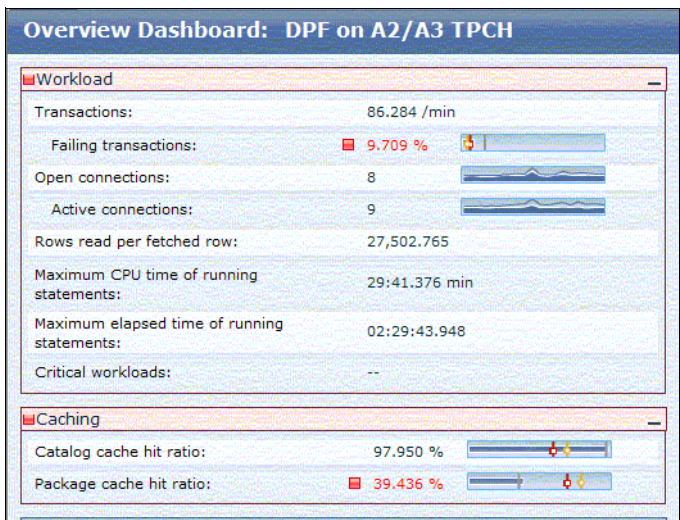 Overview Dashboard: DPF on A2/A3 TPCH
Workload
Transactions: 86.284 /min
Failing transactions: 9.709 %
Open connections: 8
Active connections: 9
Rows read per fetched row: 27,502.765
Maximum CPU time of running
statements: 29:41.376 min
Maximum elapsed time of running
statements: 02:29:43.948
Critical workloads: --
Caching
Catalog cache hit ratio: 97.950 %
Package cache hit ratio: 39.436 %